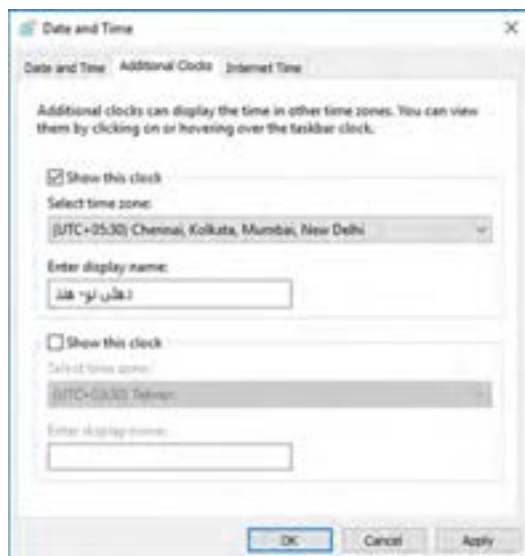 Date and Time
Date and Time Additional Clocks Internet Time
Additional clocks can display the time in other time zones. You can view
them by clicking on or hovering over the taskbar clock.
Show this clock
Select time zone:
(UTC+05:30) Chennai, Kolkata, Mumbai, New Delhi
Enter display name:
دهلی نو- هند
Show this clock
Select time zone:
(UTC+03:30) Tehran
Enter display name:
OK Cancel Apply